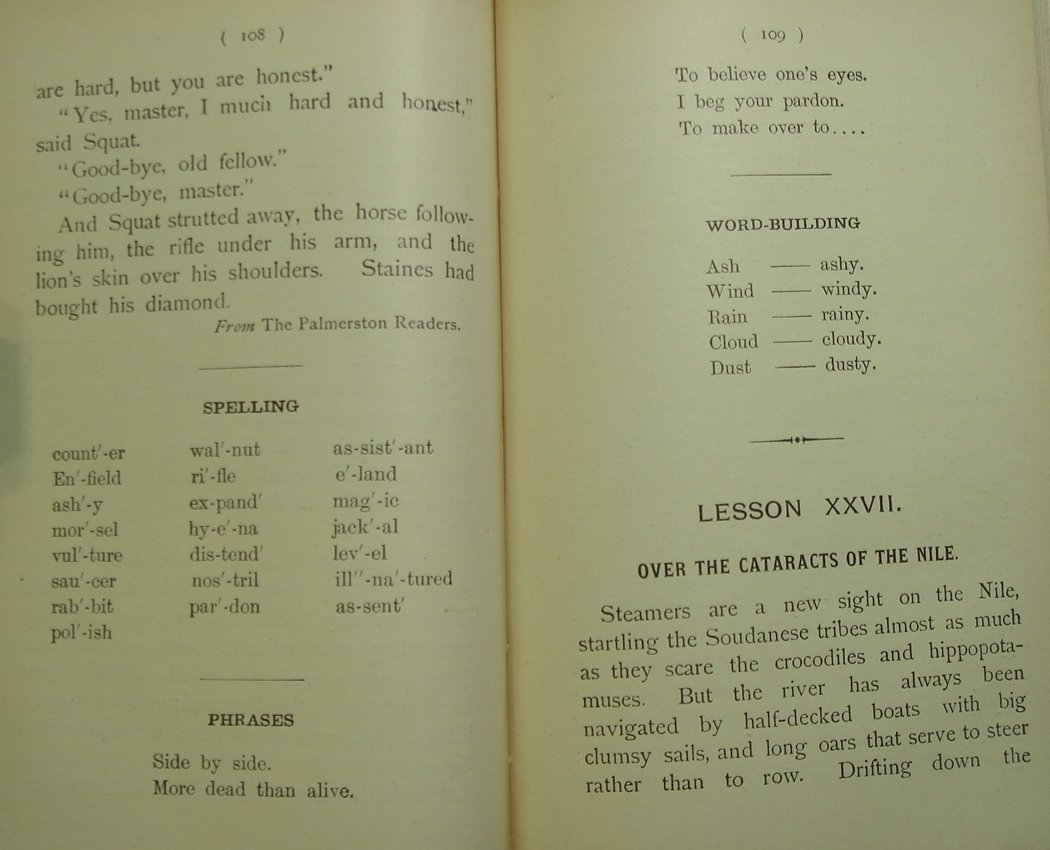 ( 108 )
are hard, but you are honest."
"Yes, master, I much hard and honest,"
said Squat.
"Good-bye, old fellow."
"Good-bye, master."
And Squat strutted away, the horse follow-
ing him, the rifle under his arm, and the
lion's skin over his shoulders. Staines had
bought his diamond.
From The Palmerston Readers.
SPELLING
count'-er wal'-nut as-sist'-ant
En'-field ri'-fle e'-land
ash'-y ex-pand' mag'-ic
mor'-sel hy-e'-na jack'-al
vul'-ture dis-tend' lev'-el
sau'-cer nos'-tril ill''-na'-tured
rab'-bit par'-don as-sent'
pol'-ish
PHRASES
Side by side.
More dead than alive.
( 109 )
To believe one's eyes.
I beg your pardon.
To make over to....
WORD-BUILDING
Ash —— ashy.
Wind —— windy.
Rain —— rainy.
Cloud —— cloudy.
Dust —— dusty.
LESSON XXVII.
OVER THE CATARACTS OF THE NILE.
Steamers are a new sight on the Nile,
startling the Soudanese tribes almost as much
as they scare the crocodiles and hippopota-
muses. But the river has always been
navigated by half-decked boats with big
clumsy sails, and long oars that serve to steer
rather than to row. Drifting down the